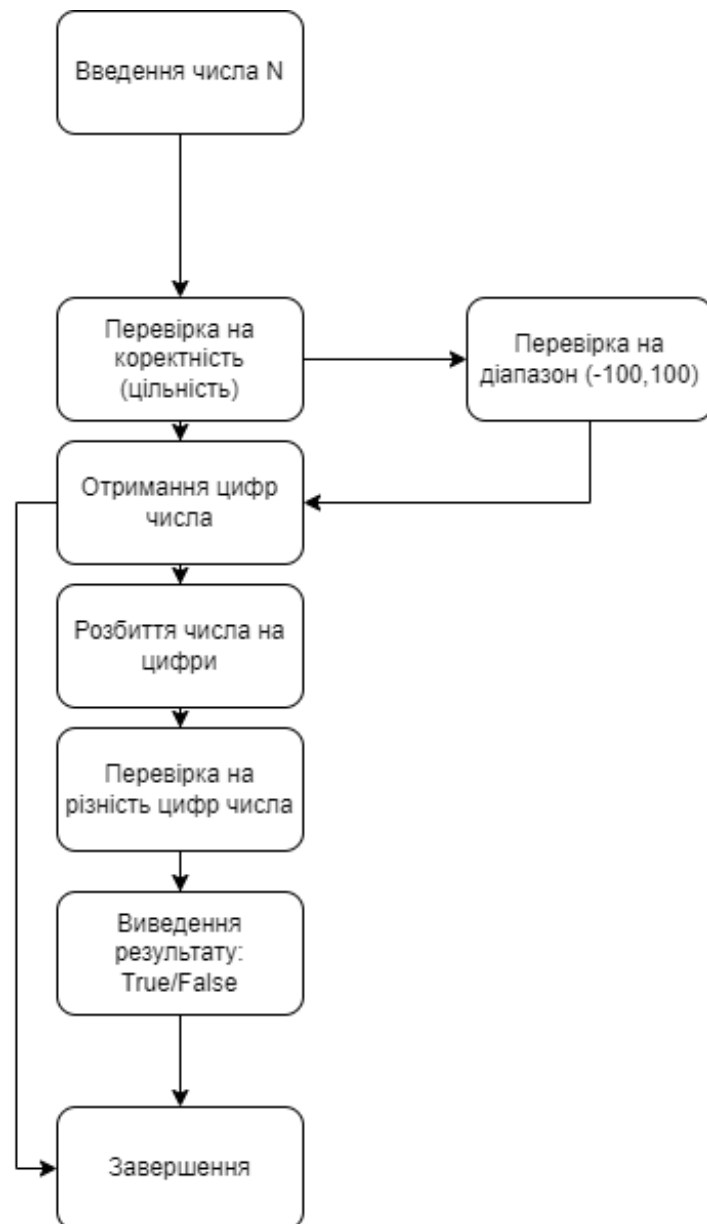 Введення числа N
Перевірка на
коректність
(цільність)
Перевірка на
діапазон (-100,100)
Отримання цифр
числа
Розбиття числа на
цифри
Перевірка на
різність цифр числа
Виведення
результату:
True/False
Завершення